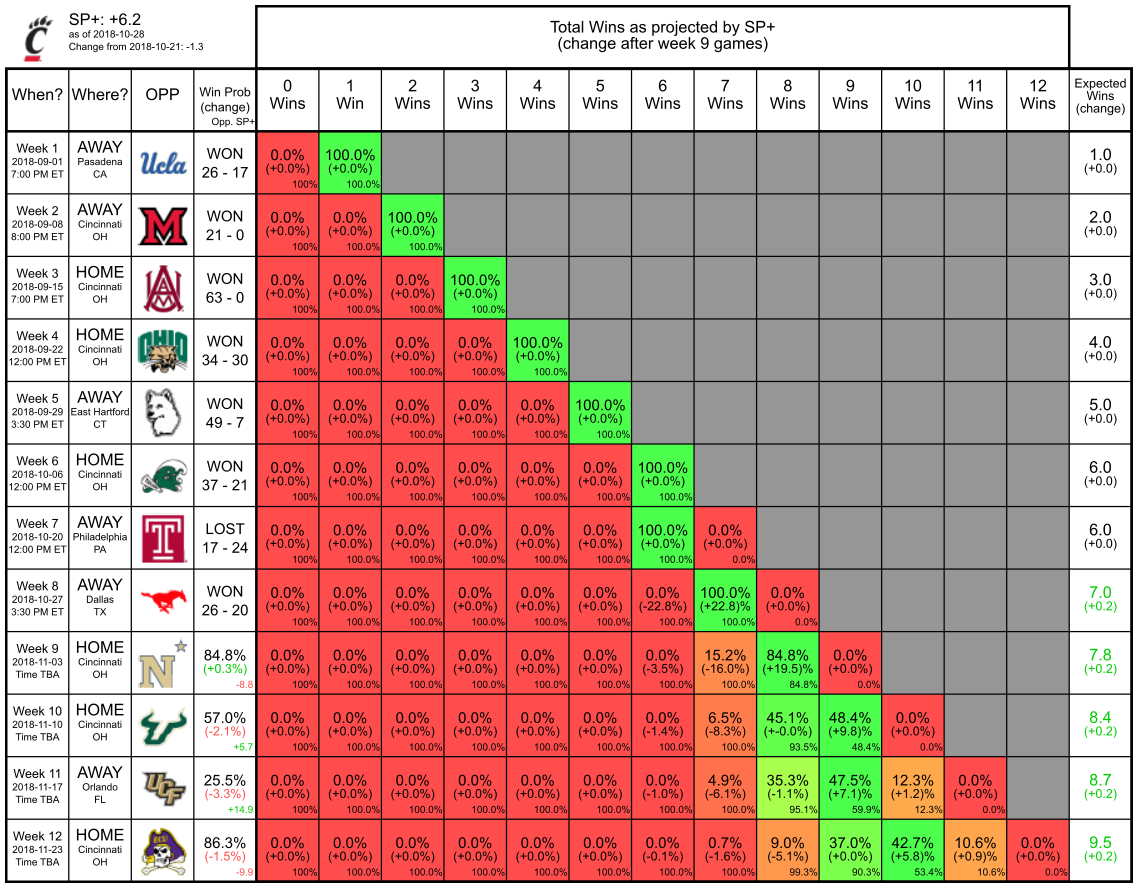 SP+: +6.2
as of 2018-10-28
Change from 2018-10-21: -1.3
Total Wins as projected by SP+
(change after week 9 games)
When? Where? OPP Win Prob (change) Opp. SP+ 0 Wins 1 Win 2 Wins 3 Wins 4 Wins 5 Wins 6 Wins 7 Wins 8 Wins 9 Wins 10 Wins 11 Wins 12 Wins Expected Wins (change)
Week 1 AWAY Ucla WON 0.0% 100.0% 1.0
2018-09-01 Pasadena 26 - 17 (+0.0%) (+0.0%) (+0.0)
7:00 PM ET CA 100% 100.0%
Week 2 AWAY M WON 0.0% 0.0% 100.0% 2.0
2018-09-08 Cincinnati 21 - 0 (+0.0%) (+0.0%) (+0.0%) (+0.0)
8:00 PM ET OH 100% 100.0% 100.0%
Week 3 HOME WON 0.0% 0.0% 0.0% 100.0% 3.0
2018-09-15 Cincinnati 63 - 0 (+0.0%) (+0.0%) (+0.0%) (+0.0%) (+0.0)
7:00 PM ET OH 100% 100.0% 100.0% 100.0%
Week 4 HOME OHIO WON 0.0% 0.0% 0.0% 0.0% 100.0% 4.0
2018-09-22 Cincinnati 34 - 30 (+0.0%) (+0.0%) (+0.0%) (+0.0%) (+0.0%) (+0.0)
12:00 PM ET OH 100% 100.0% 100.0% 100.0% 100.0%
Week 5 AWAY WON 0.0% 0.0% 0.0% 0.0% 0.0% 100.0% 5.0
2018-09-29 East Hartford 49 - 7 (+0.0%) (+0.0%) (+0.0%) (+0.0%) (+0.0%) (+0.0%) (+0.0)
3:30 PM ET CT 100% 100.0% 100.0% 100.0% 100.0% 100.0%
Week 6 HOME WON 0.0% 0.0% 0.0% 0.0% 0.0% 0.0% 100.0% 6.0
2018-10-06 Cincinnati 37 - 21 (+0.0%) (+0.0%) (+0.0%) (+0.0%) (+0.0%) (+0.0%) (+0.0%) (+0.0)
12:00 PM ET OH 100% 100.0% 100.0% 100.0% 100.0% 100.0% 100.0%
Week 7 AWAY T LOST 0.0% 0.0% 0.0% 0.0% 0.0% 0.0% 100.0% 0.0% 6.0
2018-10-20 Philadelphia 17 - 24 (+0.0%) (+0.0%) (+0.0%) (+0.0%) (+0.0%) (+0.0%) (+0.0%) (+0.0%) (+0.0)
12:00 PM ET PA 100% 100.0% 100.0% 100.0% 100.0% 100.0% 100.0% 0.0%
Week 8 AWAY WON 0.0% 0.0% 0.0% 0.0% 0.0% 0.0% 0.0% 100.0% 0.0% 7.0
2018-10-27 Dallas 26 - 20 (+0.0%) (+0.0%) (+0.0%) (+0.0%) (+0.0%) (+0.0%) (-22.8%) (+22.8)% (+0.0%) (+0.2)
3:30 PM ET TX 100% 100.0% 100.0% 100.0% 100.0% 100.0% 100.0% 100.0% 0.0%
Week 9 HOME N 84.8% 0.0% 0.0% 0.0% 0.0% 0.0% 0.0% 0.0% 15.2% 84.8% 0.0% 7.8
2018-11-03 Cincinnati (+0.3%) (+0.0%) (+0.0%) (+0.0%) (+0.0%) (+0.0%) (+0.0%) (-3.5%) (-16.0%) (+19.5)% (+0.0%) (+0.2)
Time TBA OH -8.8 100% 100.0% 100.0% 100.0% 100.0% 100.0% 100.0% 100.0% 84.8% 0.0%
Week 10 HOME 57.0% 0.0% 0.0% 0.0% 0.0% 0.0% 0.0% 0.0% 6.5% 45.1% 48.4% 0.0% 8.4
2018-11-10 Cincinnati (-2.1%) (+0.0%) (+0.0%) (+0.0%) (+0.0%) (+0.0%) (+0.0%) (-1.4%) (-8.3%) (+-0.0%) (+9.8)% (+0.0%) (+0.2)
Time TBA OH +5.7 100% 100.0% 100.0% 100.0% 100.0% 100.0% 100.0% 100.0% 93.5% 48.4% 0.0%
Week 11 AWAY UCF 25.5% 0.0% 0.0% 0.0% 0.0% 0.0% 0.0% 0.0% 4.9% 35.3% 47.5% 12.3% 0.0% 8.7
2018-11-17 Orlando (-3.3%) (+0.0%) (+0.0%) (+0.0%) (+0.0%) (+0.0%) (+0.0%) (-1.0%) (-6.1%) (-1.1%) (+7.1)% (+1.2)% (+0.0%) (+0.2)
Time TBA FL +14.9 100% 100.0% 100.0% 100.0% 100.0% 100.0% 100.0% 100.0% 95.1% 59.9% 12.3% 0.0%
Week 12 HOME ECU 86.3% 0.0% 0.0% 0.0% 0.0% 0.0% 0.0% 0.0% 0.7% 9.0% 37.0% 42.7% 10.6% 0.0% 9.5
2018-11-23 Cincinnati (-1.5%) (+0.0%) (+0.0%) (+0.0%) (+0.0%) (+0.0%) (+0.0%) (-0.1%) (-1.6%) (-5.1%) (+0.0%) (+5.8)% (+0.9)% (+0.0%) (+0.2)
Time TBA OH -9.9 100% 100.0% 100.0% 100.0% 100.0% 100.0% 100.0% 100.0% 99.3% 90.3% 53.4% 10.6% 0.0%